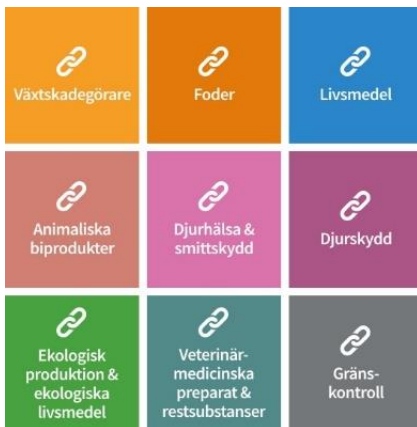 Växtskadegörare
Foder
Livsmedel
Animaliska
biprodukter
Djurhälsa &
smittskydd
Djurskydd
Ekologisk
produktion &
ekologiska
livsmedel
Veterinär-
medicinska
preparat &
restsubstanser
Gräns-
kontroll